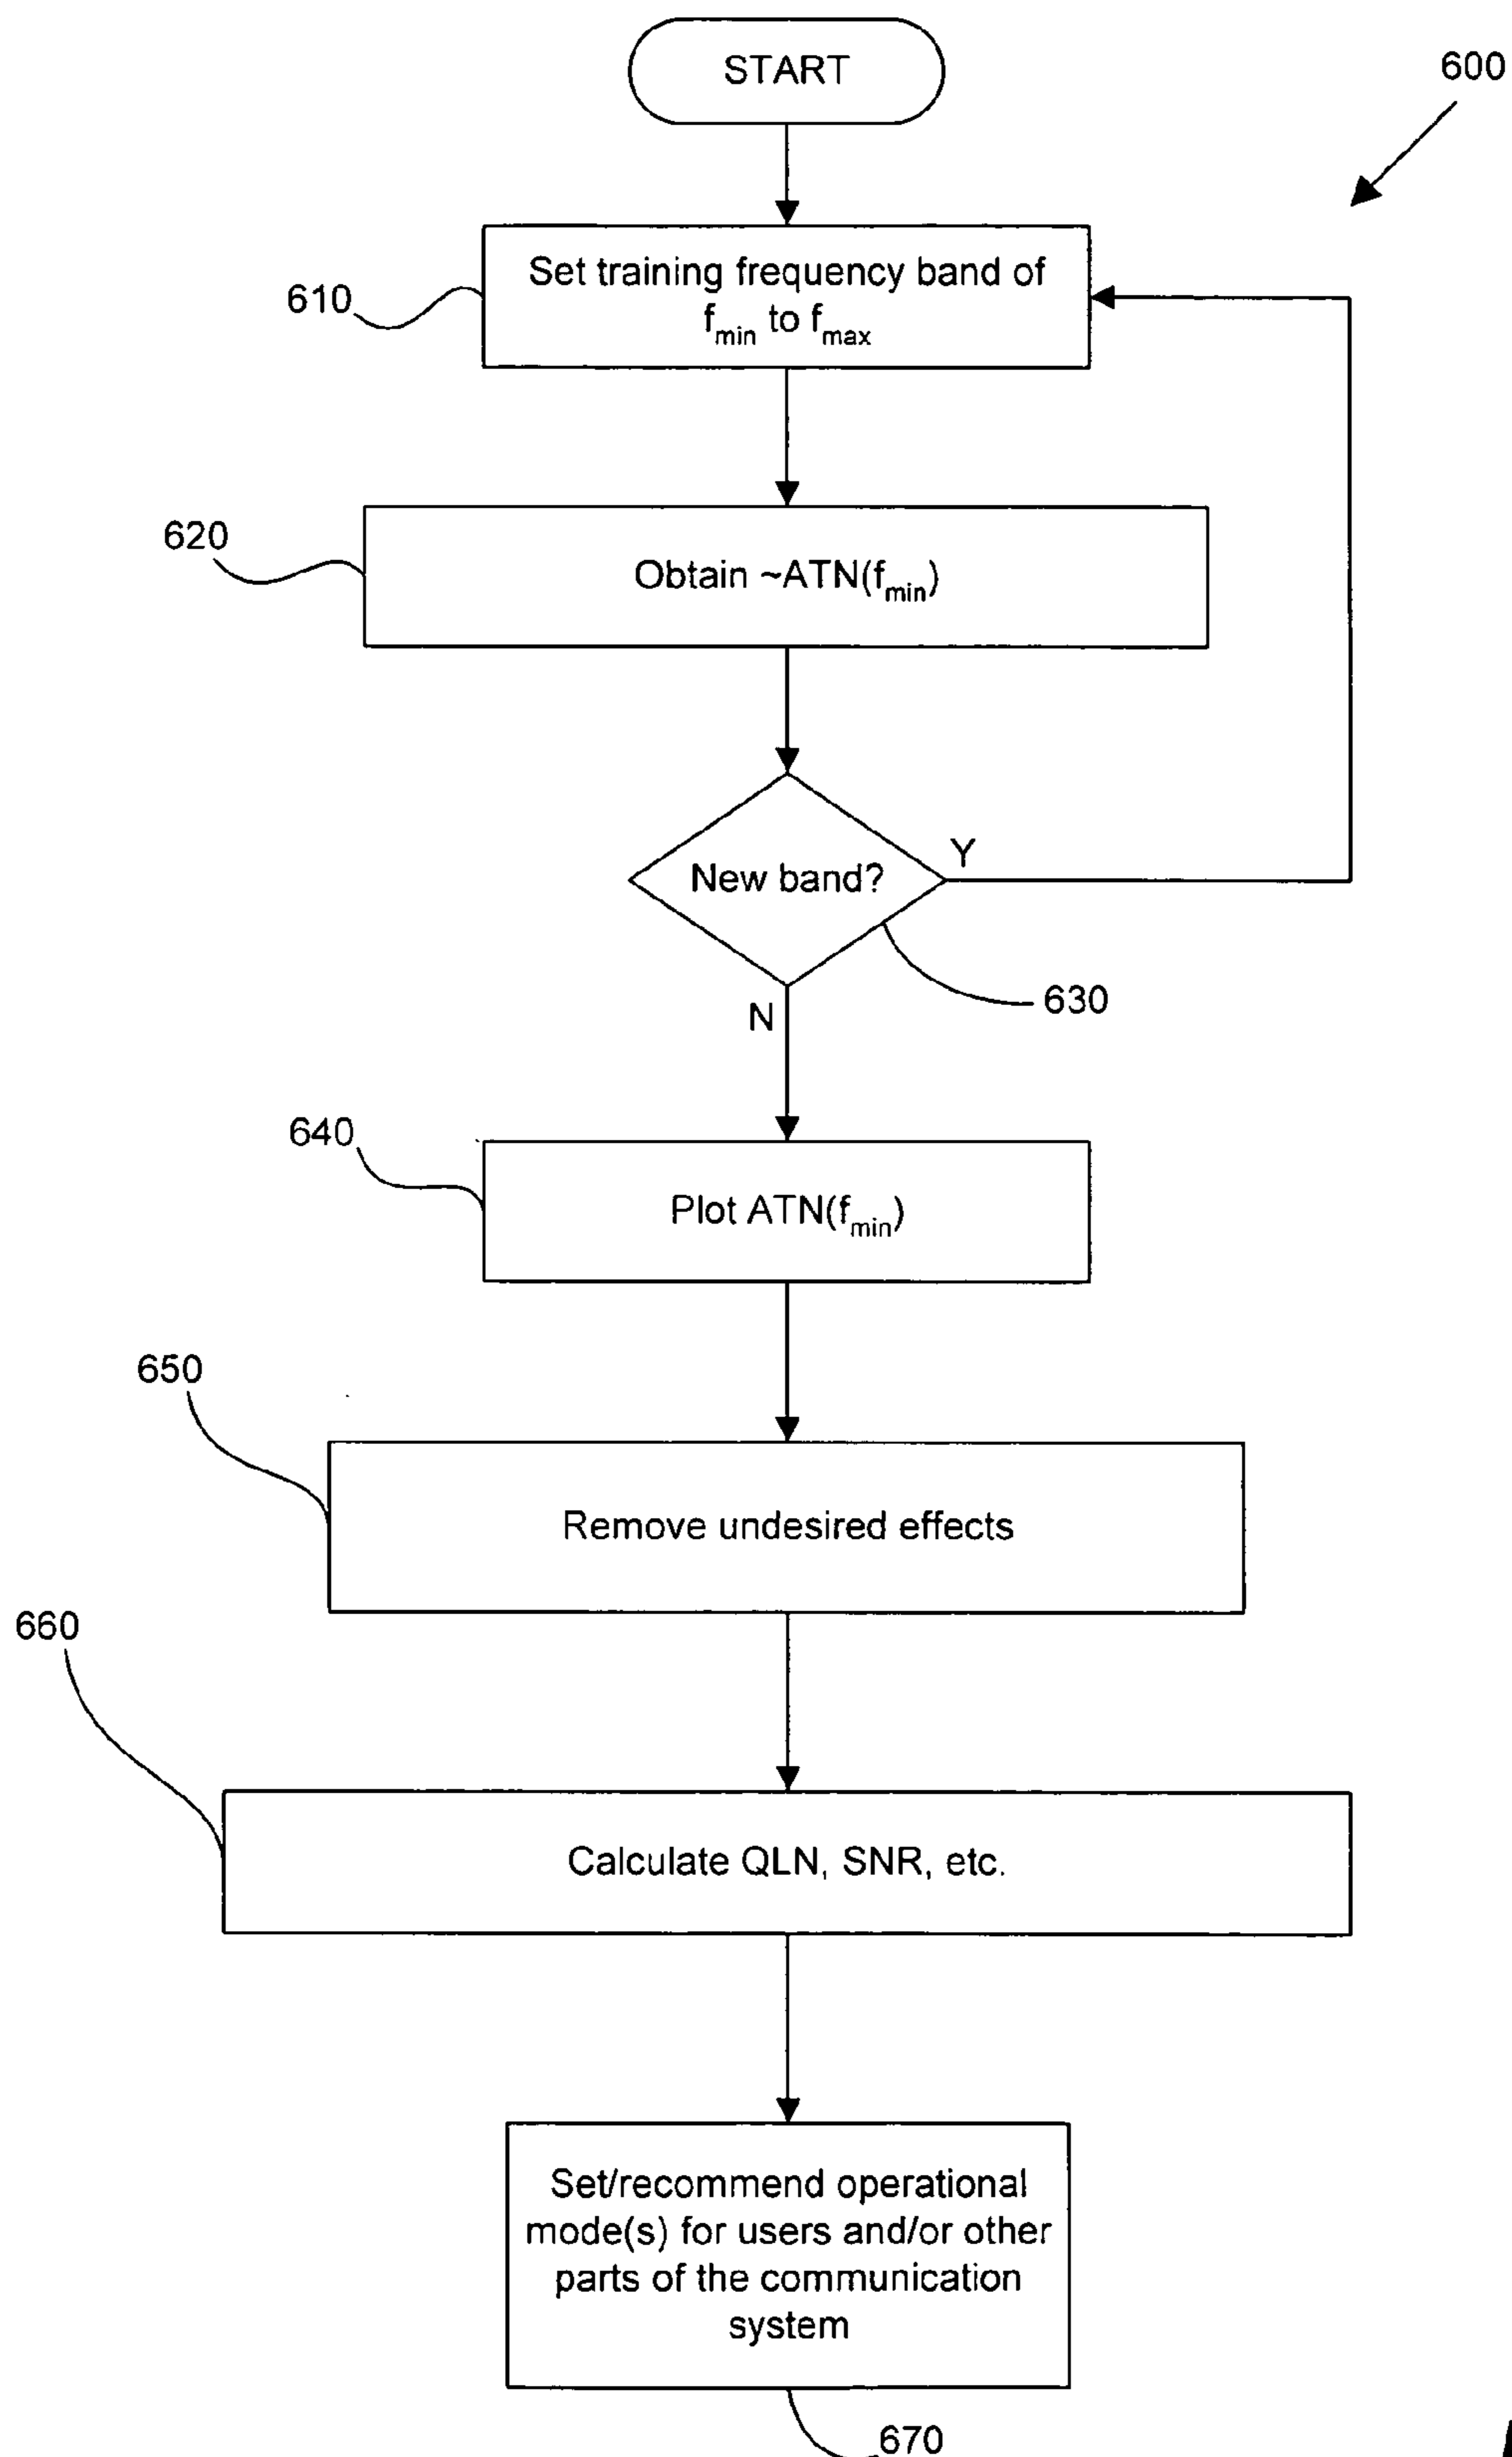 START
600
Set training frequency band of
610
fmin to fmax
620
Obtain ~ATN(fmin)
Y
New band?
630
N
640
Plot ATN(fmin)
650
Remove undesired effects
660
Calculate QLN, SNR, etc.
Set/recommend operational
mode(s) for users and/or other
parts of the communication
system
670